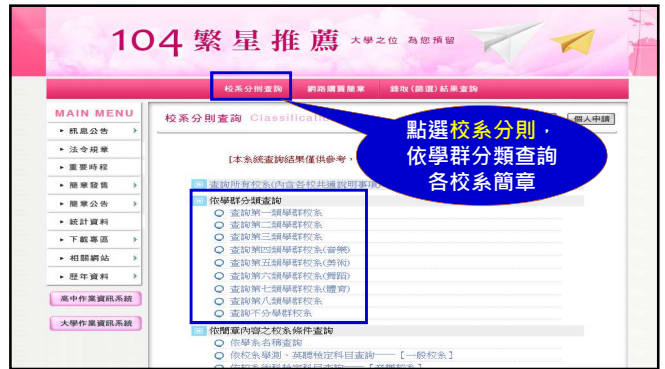 104 繁星推薦 大學之位 為您預留
校系分則查詢 網路購買簡章 錄取(篩選)結果查詢
MAIN MENU
訊息公告
法令規章
重要時程
簡章發售
簡章公告
統計資料
下載專區
相關網站
歷年資料
高中作業資訊系統
大學作業資訊系統
校系分則查詢 Classificati
個人申請
點選校系分則，
依學群分類查詢
各校系簡章
【本系統查詢結果僅供參考，
查詢所有校系(內含各校共通說明事項
依學群分類查詢
查詢第一類學群校系
查詢第二類學群校系
查詢第三類學群校系
查詢第四類學群校系(音樂)
查詢第五類學群校系(美術)
查詢第六類學群校系(舞蹈)
查詢第七類學群校系(體育)
查詢第八類學群校系
查詢不分學群校系
依簡章內容之校系條件查詢
依學系名稱查詢
依校系學測、英聽檢定科目查詢──【一般校系】